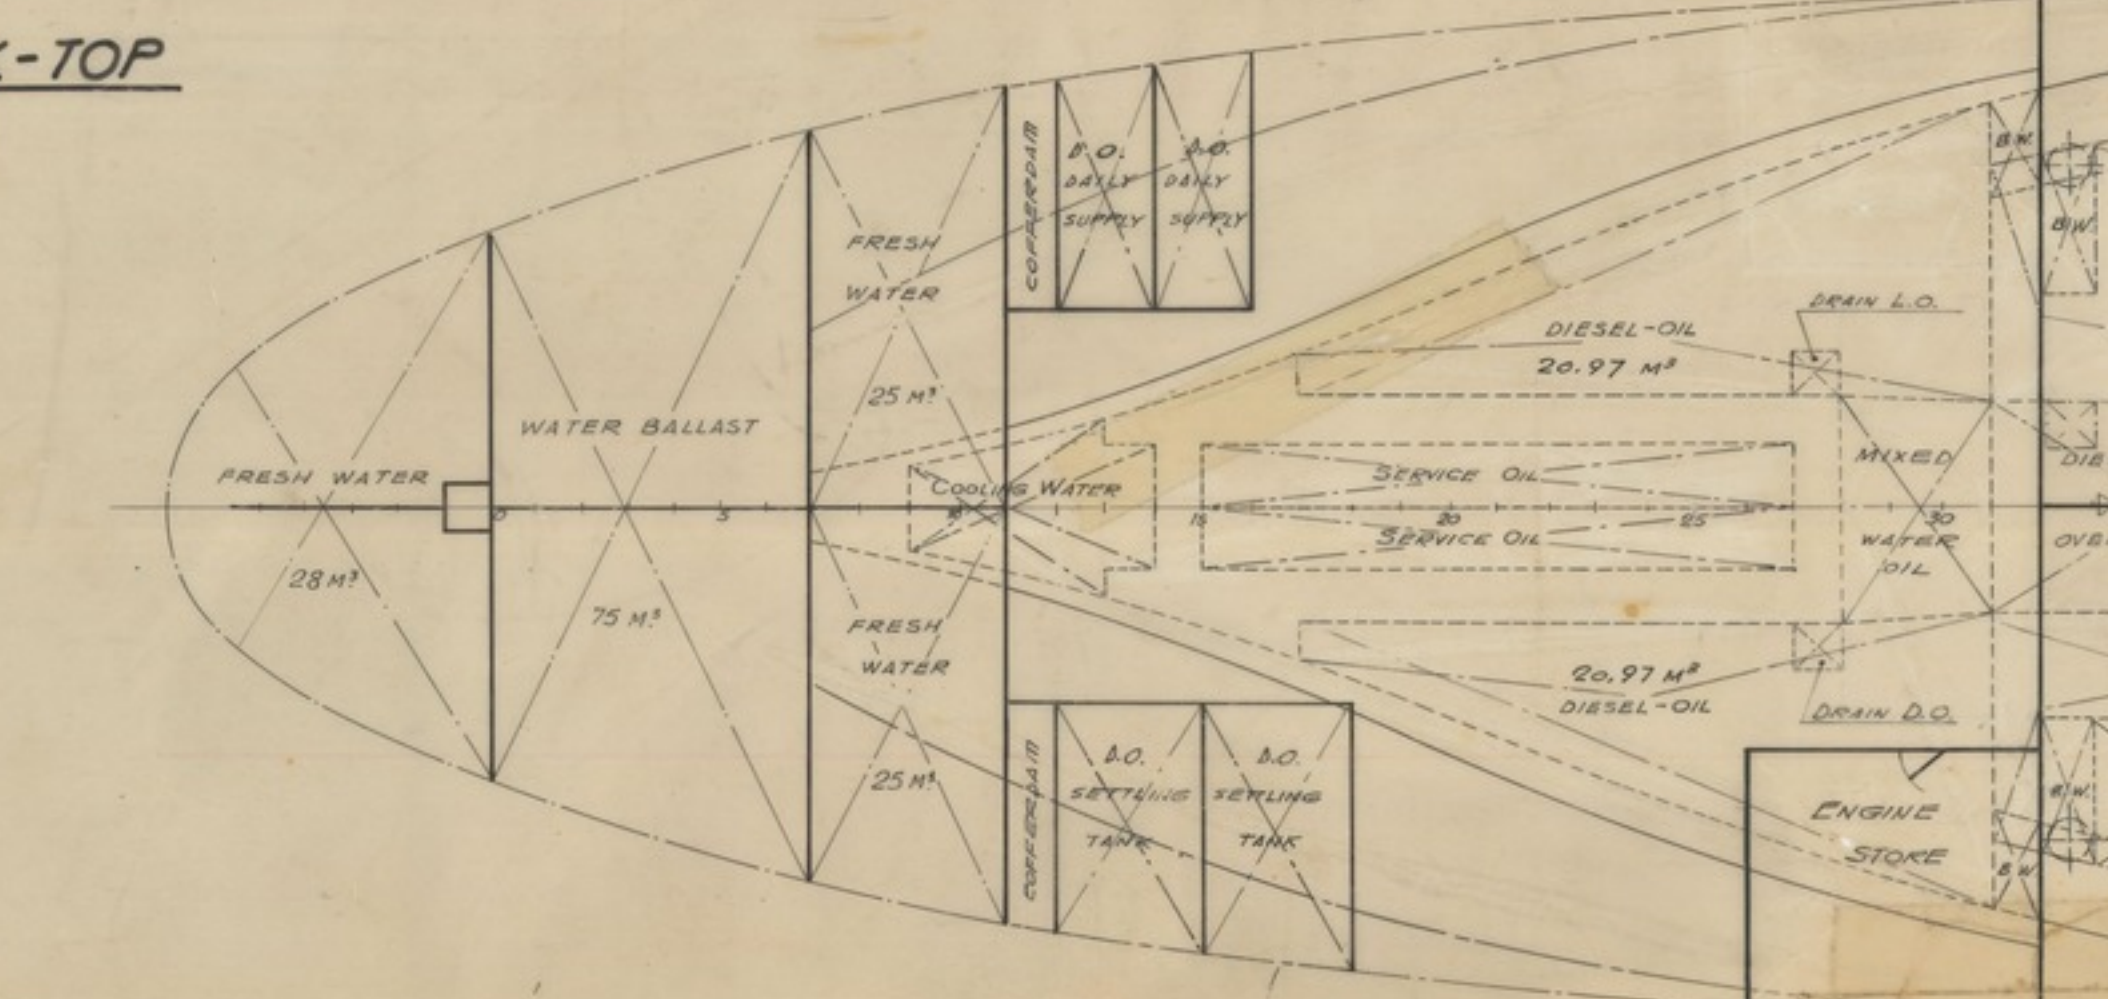 -TOP
FRESH WATER
28 M³
WATER BALLAST
75 M³
FRESH
WATER
25 M³
FRESH
WATER
25 M³
COFFERDAM
D.O.
DAILY
SUPPLY
D.O.
DAILY
SUPPLY
COOLING WATER
COFFERDAM
D.O.
SETTLING
TANK
D.O.
SETTLING
TANK
0
5
10
15
20
25
30
SERVICE OIL
SERVICE OIL
DIESEL-OIL
20.97 M³
20,97 M³
DIESEL-OIL
DRAIN L.O.
MIXED
WATER
OIL
DRAIN D.O.
ENGINE
STORE
B.W.
B.W.
DIE
OVE
B.W.
B.W.